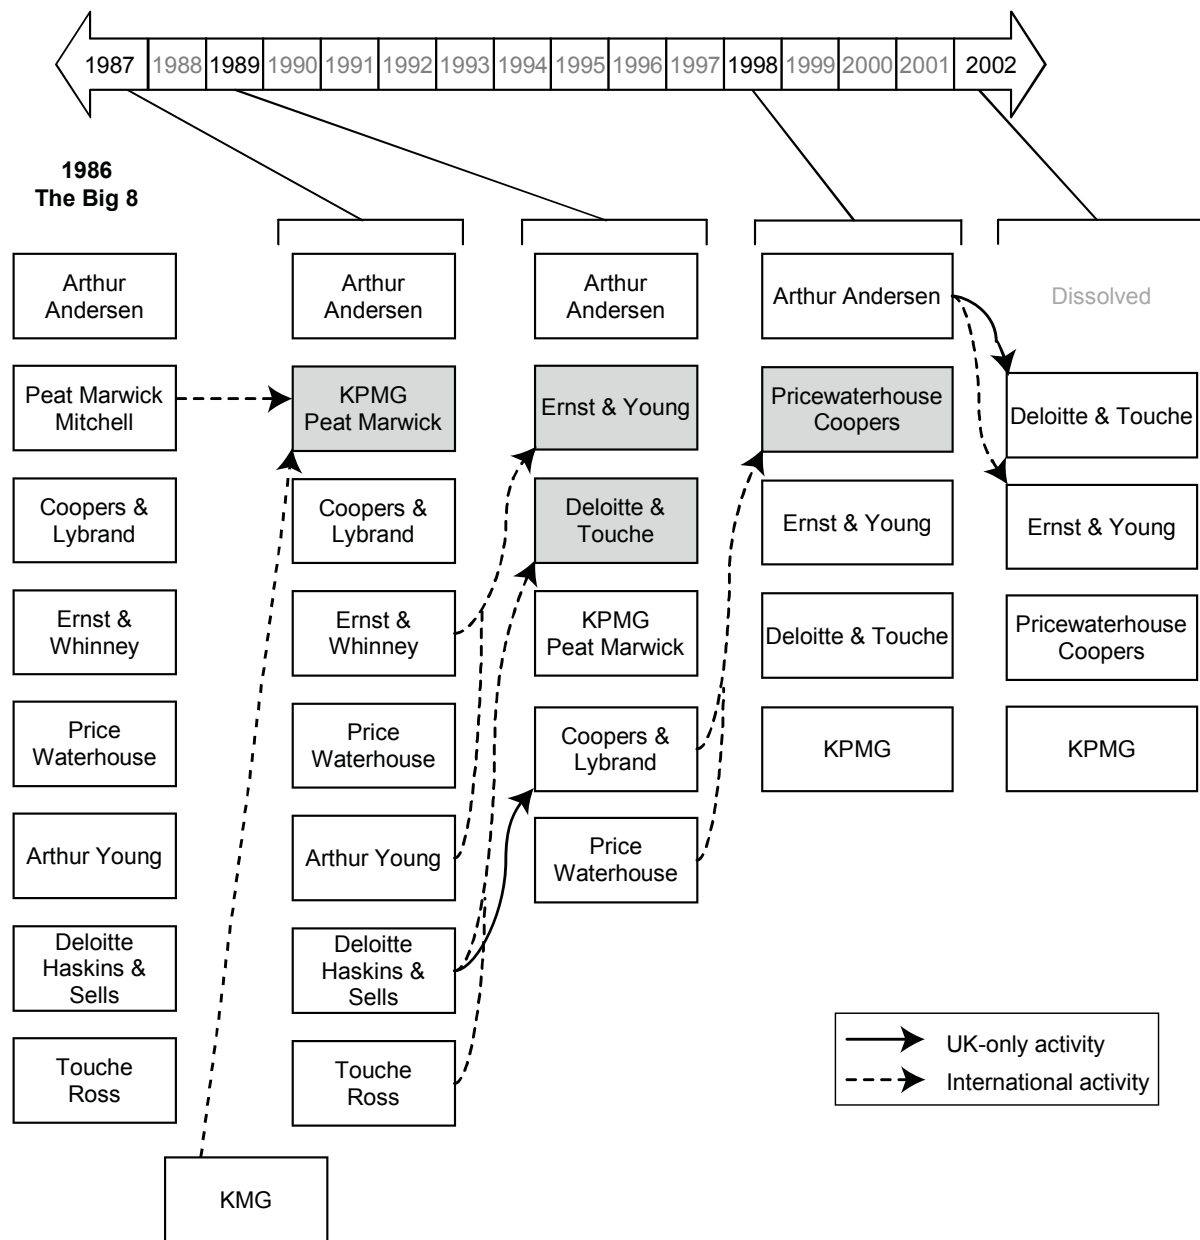 1987 1988 1989 1990 1991 1992 1993 1994 1995 1996 1997 1998 1999 2000 2001 2002
1986
The Big 8
Arthur
Andersen
Peat Marwick
Mitchell
Coopers &
Lybrand
Ernst &
Whinney
Price
Waterhouse
Arthur Young
Deloitte
Haskins &
Sells
Touche
Ross
KMG
Arthur
Andersen
KPMG
Peat Marwick
Coopers &
Lybrand
Ernst &
Whinney
Price
Waterhouse
Arthur Young
Deloitte
Haskins &
Sells
Touche
Ross
Arthur
Andersen
Ernst & Young
Deloitte &
Touche
KPMG
Peat Marwick
Coopers &
Lybrand
Price
Waterhouse
Arthur Andersen
Pricewaterhouse
Coopers
Ernst & Young
Deloitte & Touche
KPMG
Dissolved
Deloitte & Touche
Ernst & Young
Pricewaterhouse
Coopers
KPMG
UK-only activity
International activity